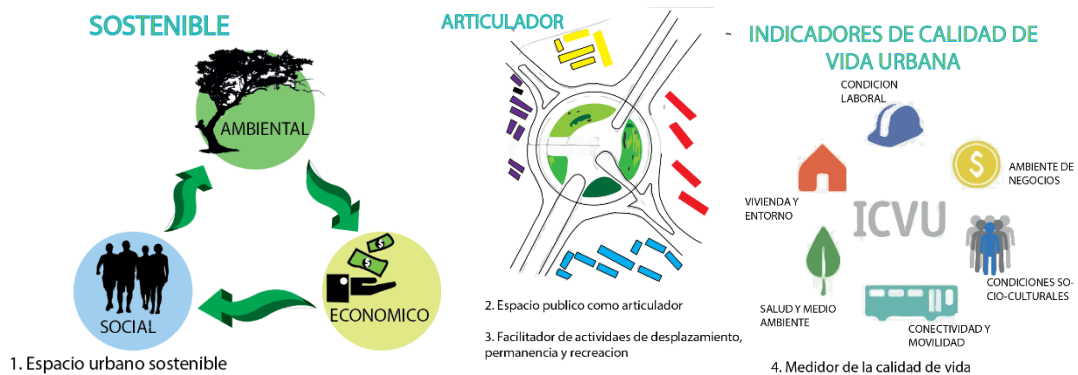 SOSTENIBLE
AMBIENTAL
SOCIAL
ECONOMICO
1. Espacio urbano sostenible
ARTICULADOR
2. Espacio publico como articulador
3. Facilitador de actividaes de desplazamiento,
permanencia y recreacion
INDICADORES DE CALIDAD DE
VIDA URBANA
CONDICION
LABORAL
AMBIENTE DE
NEGOCIOS
VIVIENDA Y
ENTORNO
ICVU
CONDICIONES SO-
CIO-CULTURALES
SALUD Y MEDIO
AMBIENTE
CONECTIVIDAD Y
MOVILIDAD
4. Medidor de la calidad de vida